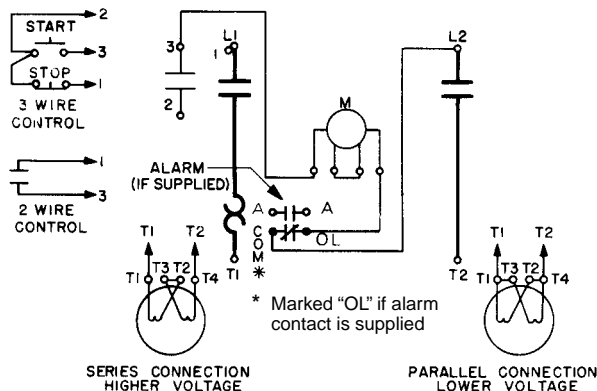 START
2
3
STOP
1
3 WIRE
CONTROL
1
3
2 WIRE
CONTROL
3
2
L1
1
L2
M
ALARM
(IF SUPPLIED)
A A
COM
*
OL
T1
T2
* Marked “OL” if alarm
contact is supplied
T1 T2
T1 T3 T2 T4
SERIES CONNECTION
HIGHER VOLTAGE
T1 T2
T1 T3 T2 T4
PARALLEL CONNECTION
LOWER VOLTAGE